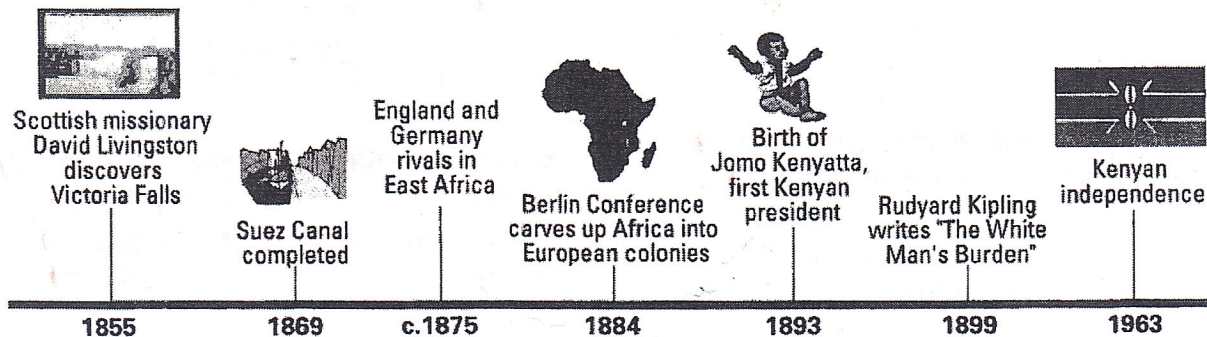 Scottish missionary
David Livingston
discovers
Victoria Falls
1855
Suez Canal
completed
1869
England and
Germany
rivals in
East Africa
c.1875
Berlin Conference
carves up Africa into
European colonies
1884
Birth of
Jomo Kenyatta,
first Kenyan
president
1893
Rudyard Kipling
writes "The White
Man's Burden"
1899
Kenyan
independence
1963